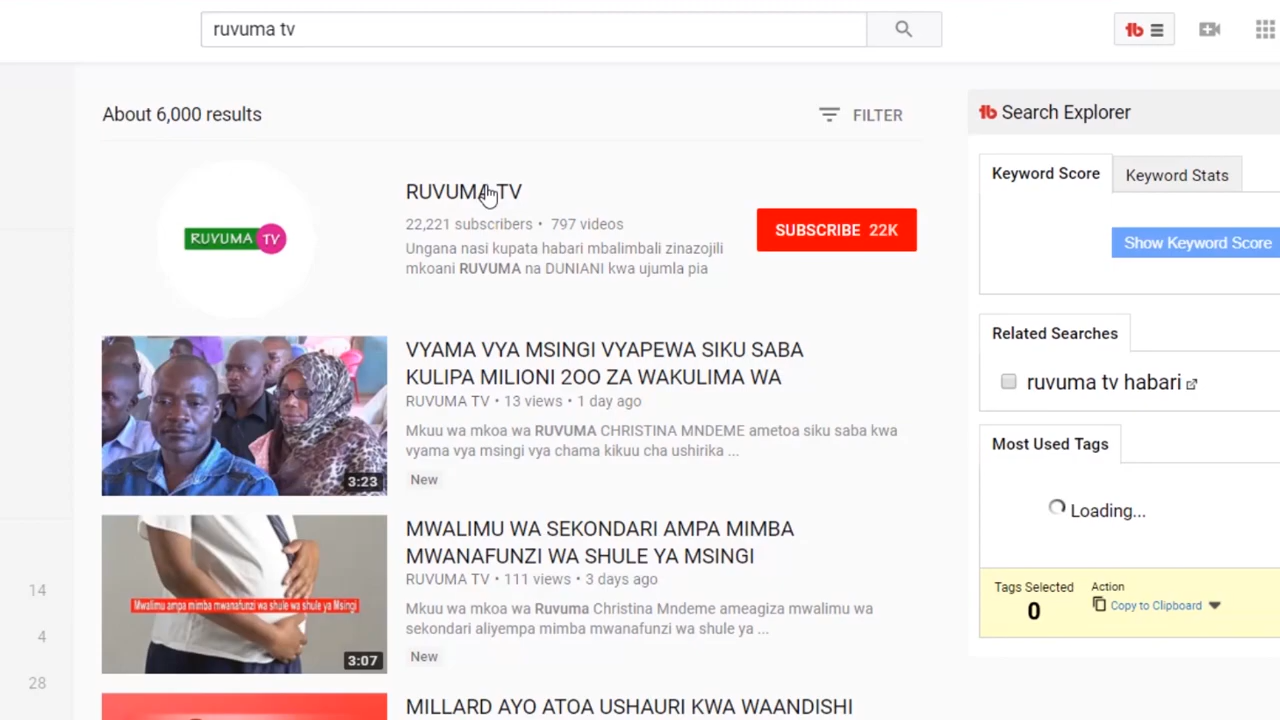 ruvuma tv
About 6,000 results
FILTER
RUVUMA TV
RUVUMA TV
22,221 subscribers • 797 videos
Ungana nasi kupata habari mbalimbali zinazojili
mkoani RUVUMA na DUNIANI kwa ujumla pia
SUBSCRIBE 22K
VYAMA VYA MSINGI VYAPEWA SIKU SABA
KULIPA MILIONI 2OO ZA WAKULIMA WA
RUVUMA TV • 13 views • 1 day ago
Mkuu wa mkoa wa RUVUMA CHRISTINA MNDEME ametoa siku saba kwa
vyama vya msingi vya chama kikuu cha ushirika ...
New
3:23
MWALIMU WA SEKONDARI AMPA MIMBA
MWANAFUNZI WA SHULE YA MSINGI
RUVUMA TV • 111 views • 3 days ago
Mkuu wa mkoa wa Ruvuma Christina Mndeme ameagiza mwalimu wa
sekondari aliyempa mimba mwanafunzi wa shule ya ...
New
Mwalimu ampa mimba mwanafunzi wa shule wa shule ya Msingi
3:07
MILLARD AYO ATOA USHAURI KWA WAANDISHI
14
4
28
tb
tb Search Explorer
Keyword Score
Keyword Stats
Show Keyword Score
Related Searches
ruvuma tv habari
Most Used Tags
Loading...
Tags Selected
0
Action
Copy to Clipboard